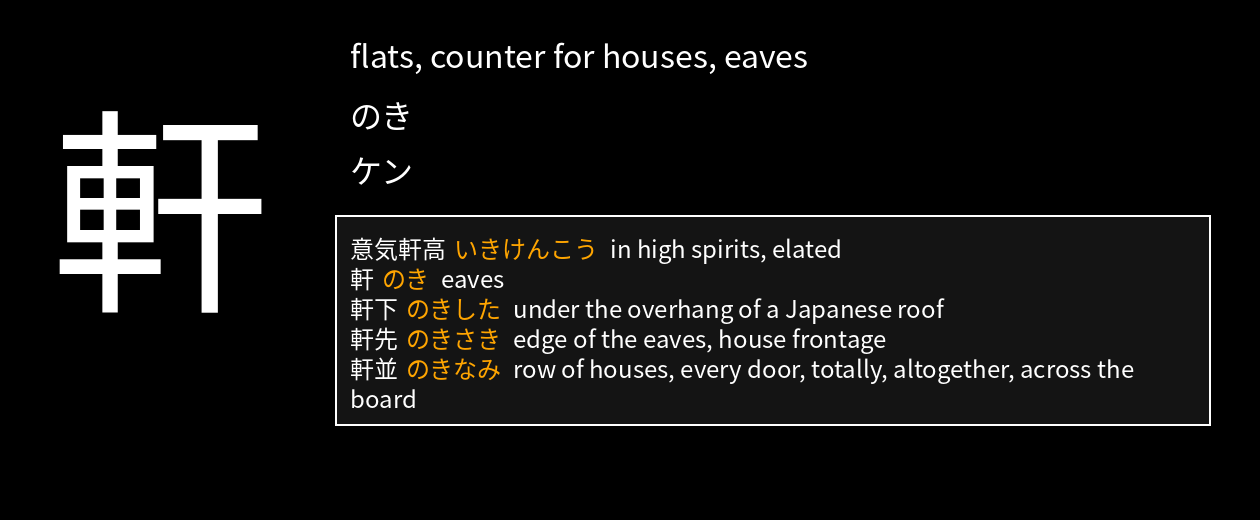 軒
flats, counter for houses, eaves
のき
ケン
意気軒高 いきけんこう in high spirits, elated
軒 のき eaves
軒下 のきした under the overhang of a Japanese roof
軒先 のきさき edge of the eaves, house frontage
軒並 のきなみ row of houses, every door, totally, altogether, across the
board